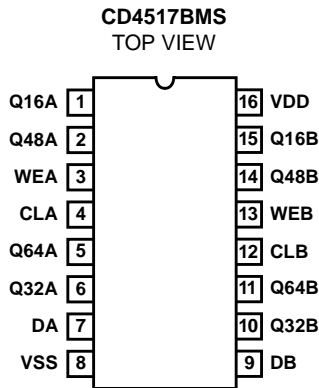 CD4517BMS
TOP VIEW
Q16A 1 16 VDD
Q48A 2 15 Q16B
WEA 3 14 Q48B
CLA 4 13 WEB
Q64A 5 12 CLB
Q32A 6 11 Q64B
DA 7 10 Q32B
VSS 8 9 DB